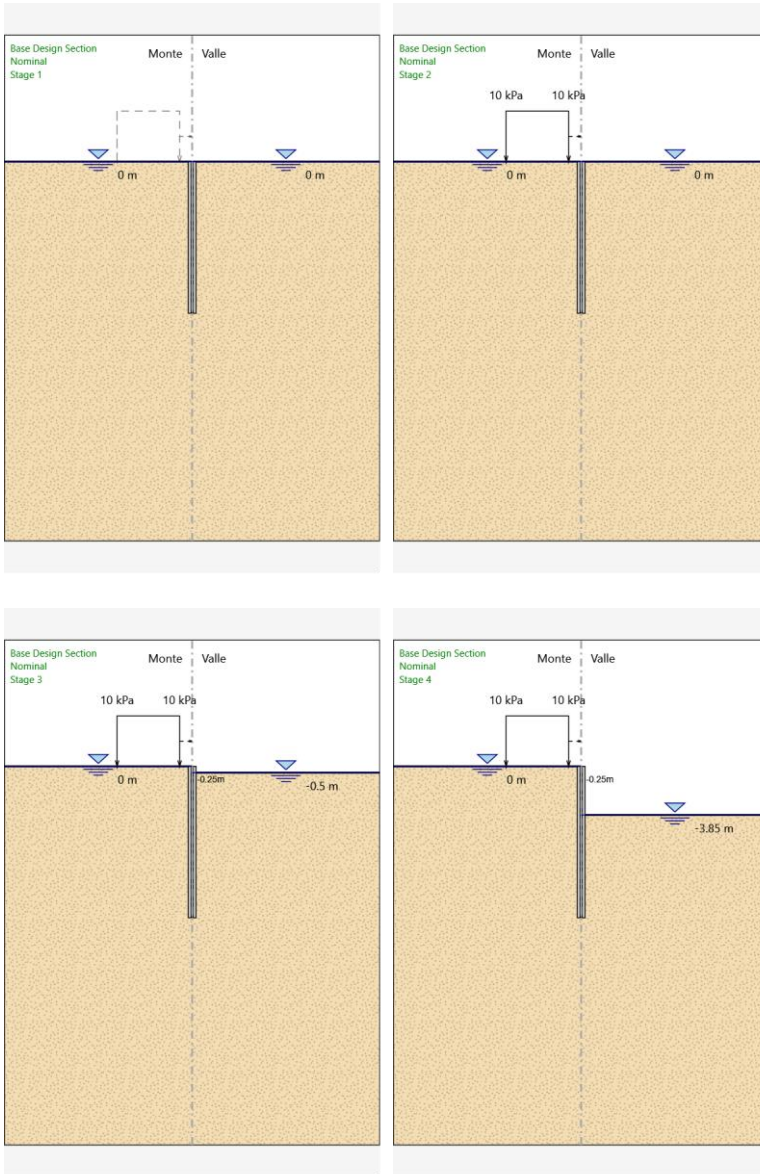 Base Design Section
Nominal
Stage 1
Monte Valle
0 m 0 m
Base Design Section
Nominal
Stage 2
Monte Valle
10 kPa 10 kPa
0 m 0 m
Base Design Section
Nominal
Stage 3
Monte Valle
10 kPa 10 kPa
0 m -0.25m -0.5 m
Base Design Section
Nominal
Stage 4
Monte Valle
10 kPa 10 kPa
0 m -0.25m
-3.85 m